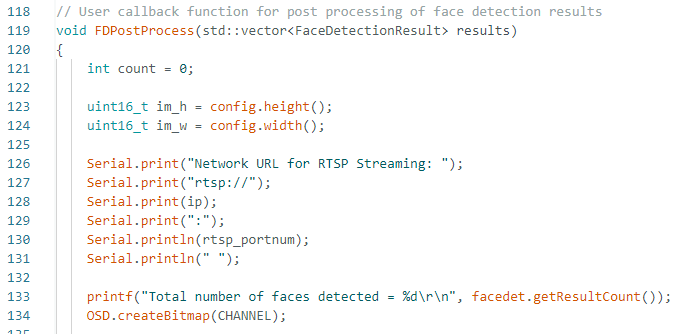 118 // User callback function for post processing of face detection results
119 void FDPostProcess(std::vector<FaceDetectionResult> results)
120 {
121     int count = 0;
122
123     uint16_t im_h = config.height();
124     uint16_t im_w = config.width();
125
126     Serial.print("Network URL for RTSP Streaming: ");
127     Serial.print("rtsp://");
128     Serial.print(ip);
129     Serial.print(":");
130     Serial.println(rtsp_portnum);
131     Serial.println(" ");
132
133     printf("Total number of faces detected = %d\r\n", facedet.getResultCount());
134     OSD.createBitmap(CHANNEL);